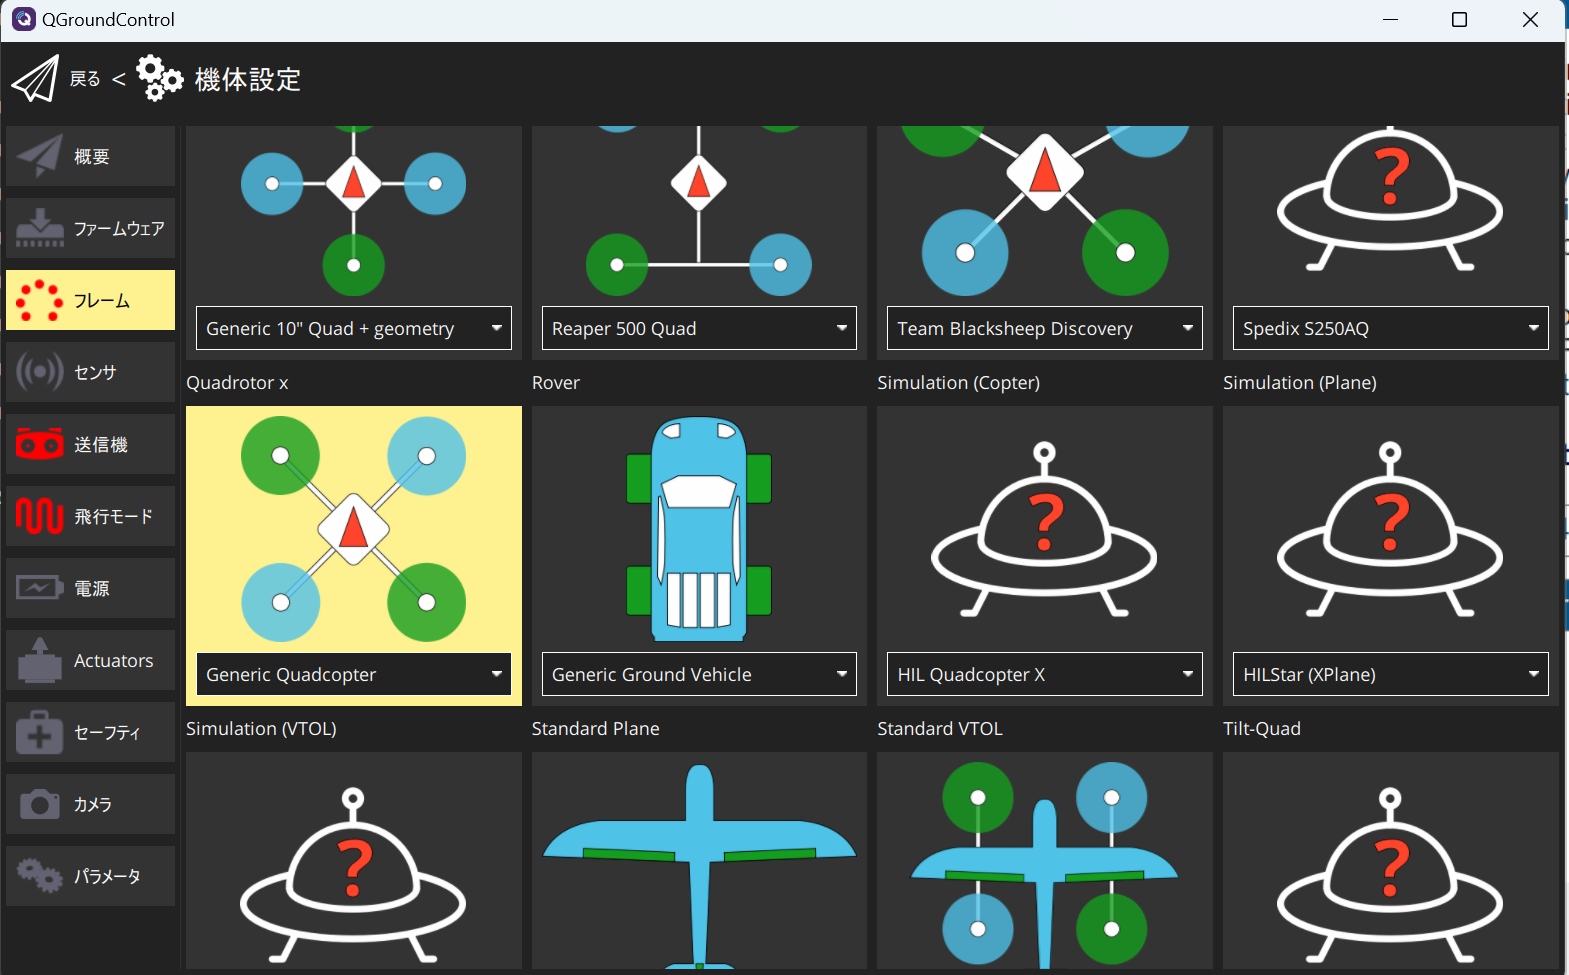 QGroundControl
戻る < 機体設定
概要
ファームウェア
フレーム
センサ
送信機
飛行モード
電源
Actuators
セーフティ
カメラ
パラメータ
Generic 10" Quad + geometry
Reaper 500 Quad
Team Blacksheep Discovery
Spedix S250AQ
Quadrotor x
Rover
Simulation (Copter)
Simulation (Plane)
? 
Generic Quadcopter
Generic Ground Vehicle
HIL Quadcopter X
HILStar (XPlane)
Simulation (VTOL)
Standard Plane
Standard VTOL
Tilt-Quad